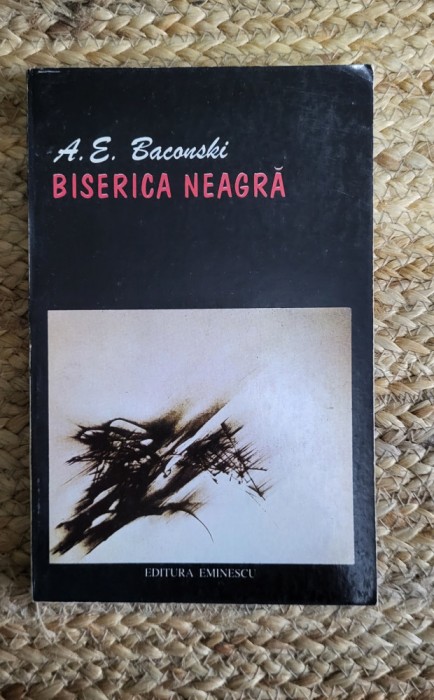 A. E. Baconski
BISERICA NEAGRĂ
EDITURA EMINESCU